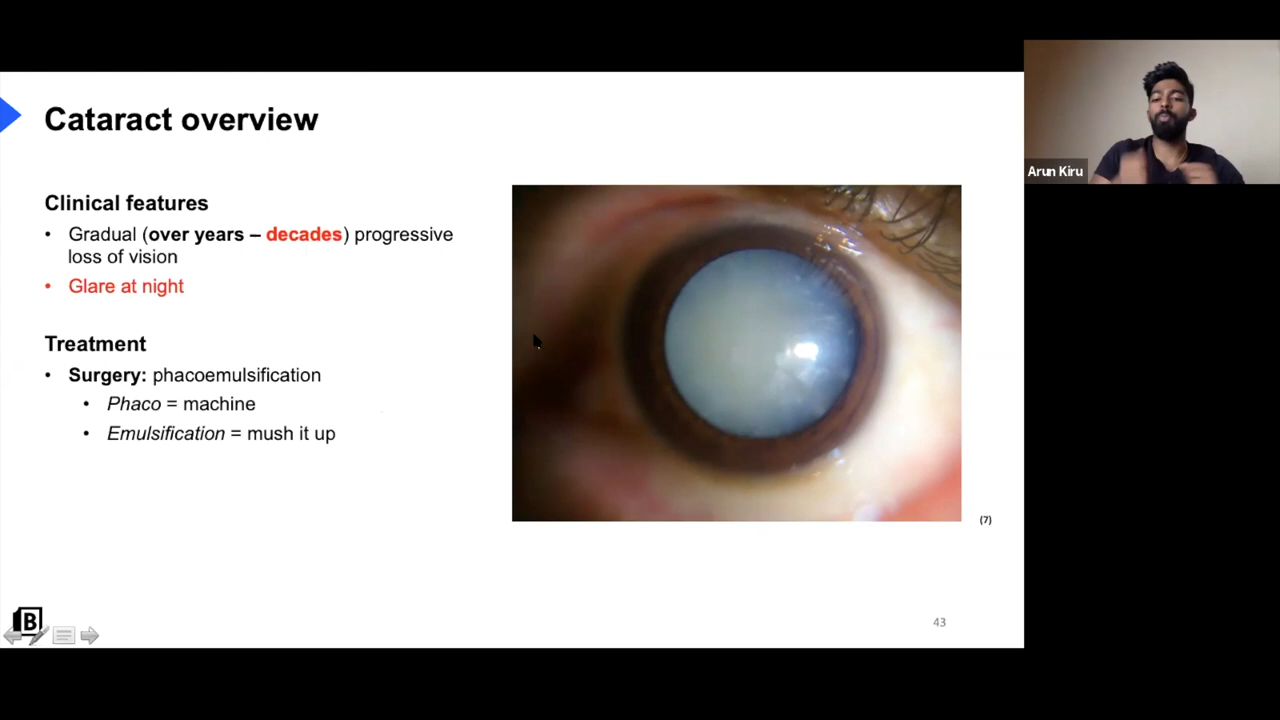 Cataract overview
Clinical features
• Gradual (over years – decades) progressive
loss of vision
• Glare at night
Treatment
• Surgery: phacoemulsification
• Phaco = machine
• Emulsification = mush it up
(7)
B
43
Arun Kiru